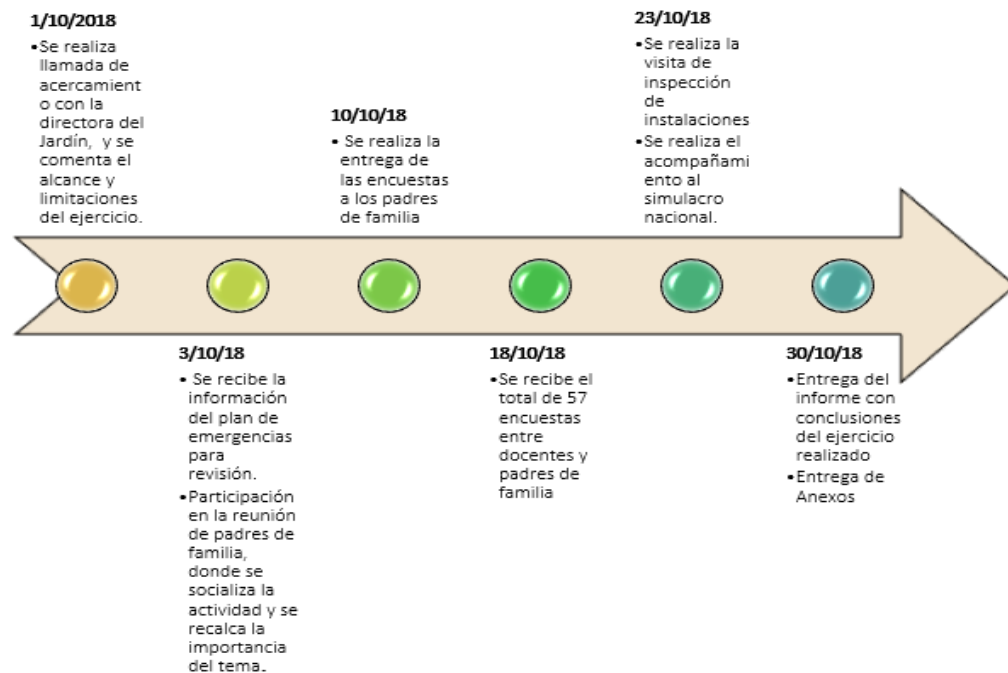 1/10/2018
•Se realiza
llamada de
acercamient
o con la
directora del
Jardín, y se
comenta el
alcance y
limitaciones
del ejercicio.
3/10/18
• Se recibe la
información
del plan de
emergencias
para
revisión.
•Participación
en la reunión
de padres de
familia,
donde se
socializa la
actividad y se
recalca la
importancia
del tema.
10/10/18
• Se realiza la
entrega de
las encuestas
a los padres
de familia
18/10/18
•Se recibe el
total de 57
encuestas
entre
docentes y
padres de
familia
23/10/18
•Se realiza la
visita de
inspección
de
instalaciones
•Se realiza el
acompañami
ento al
simulacro
nacional.
30/10/18
•Entrega del
informe con
conclusiones
del ejercicio
realizado
•Entrega de
Anexos